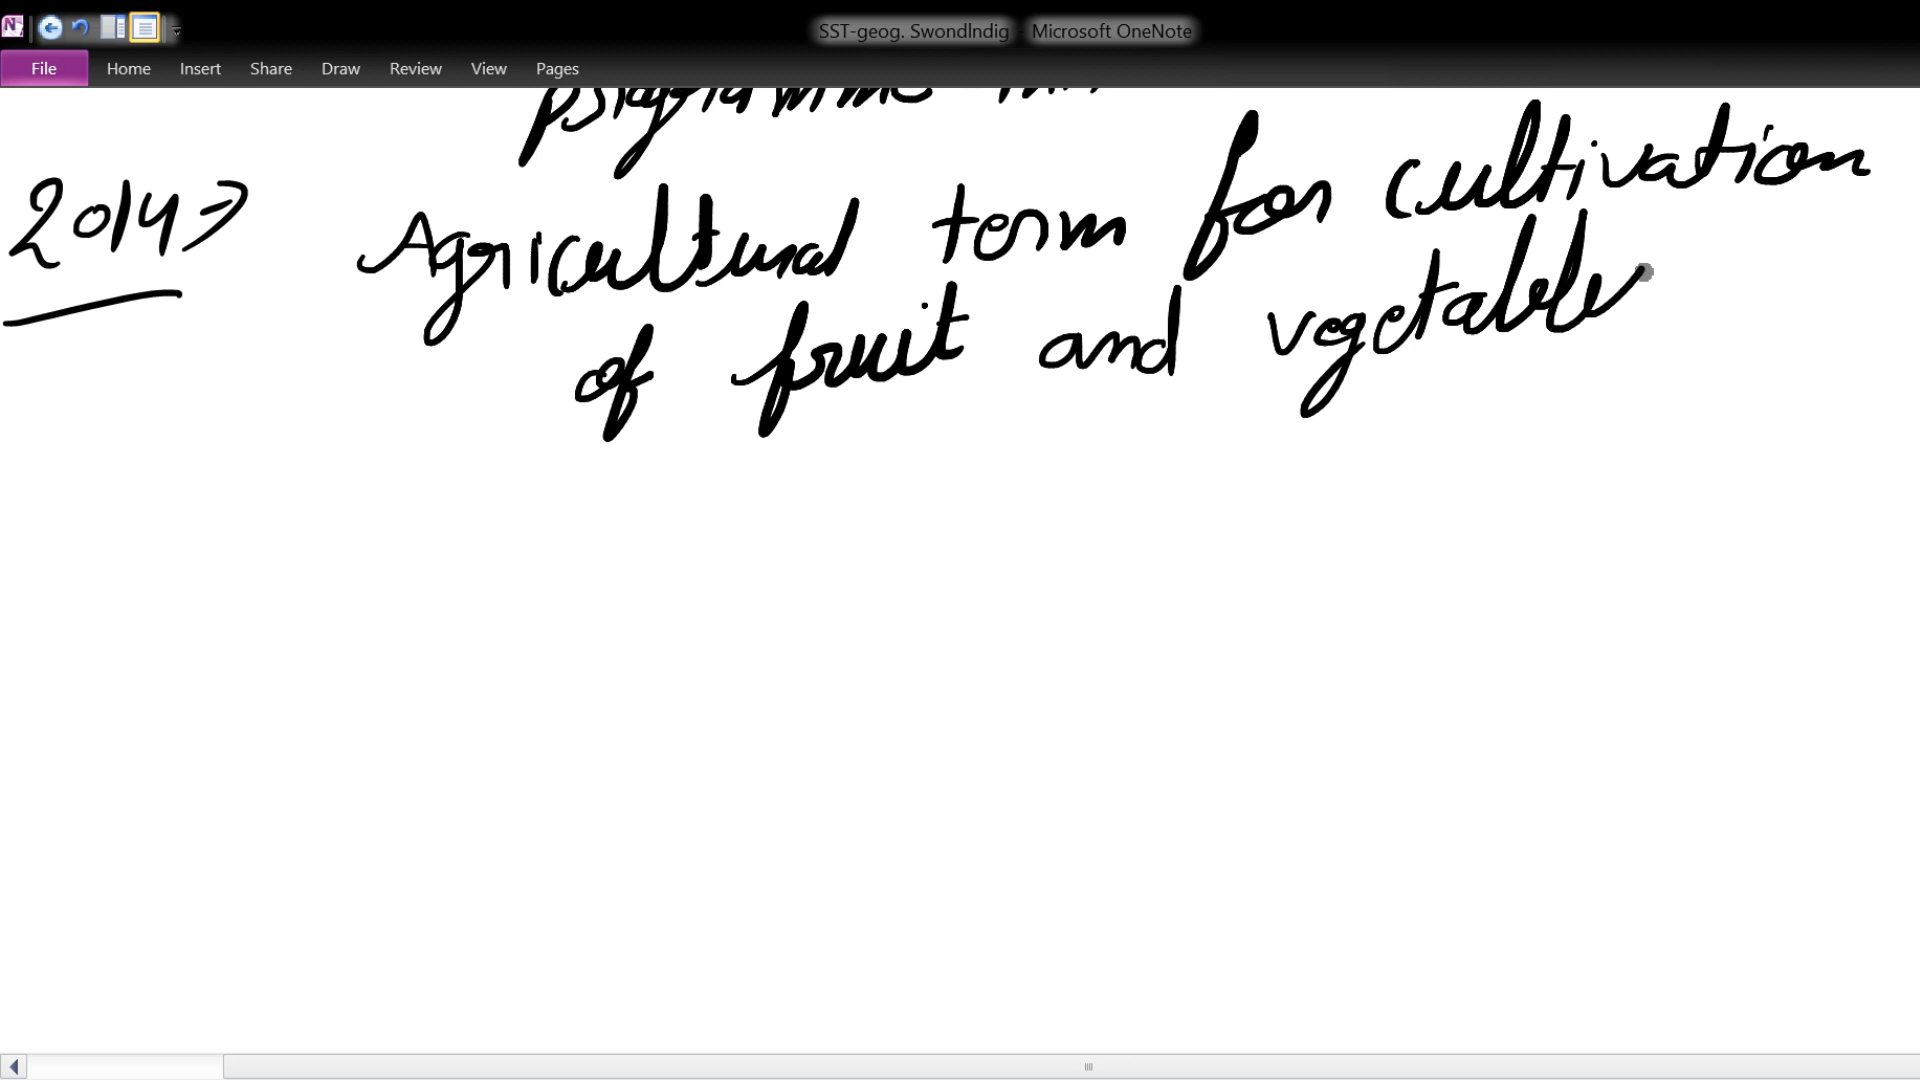 SST-geog. SwondIndig - Microsoft OneNote
File Home Insert Share Draw Review View Pages
2014 → Agricultural term for cultivation
of fruit and vegetable